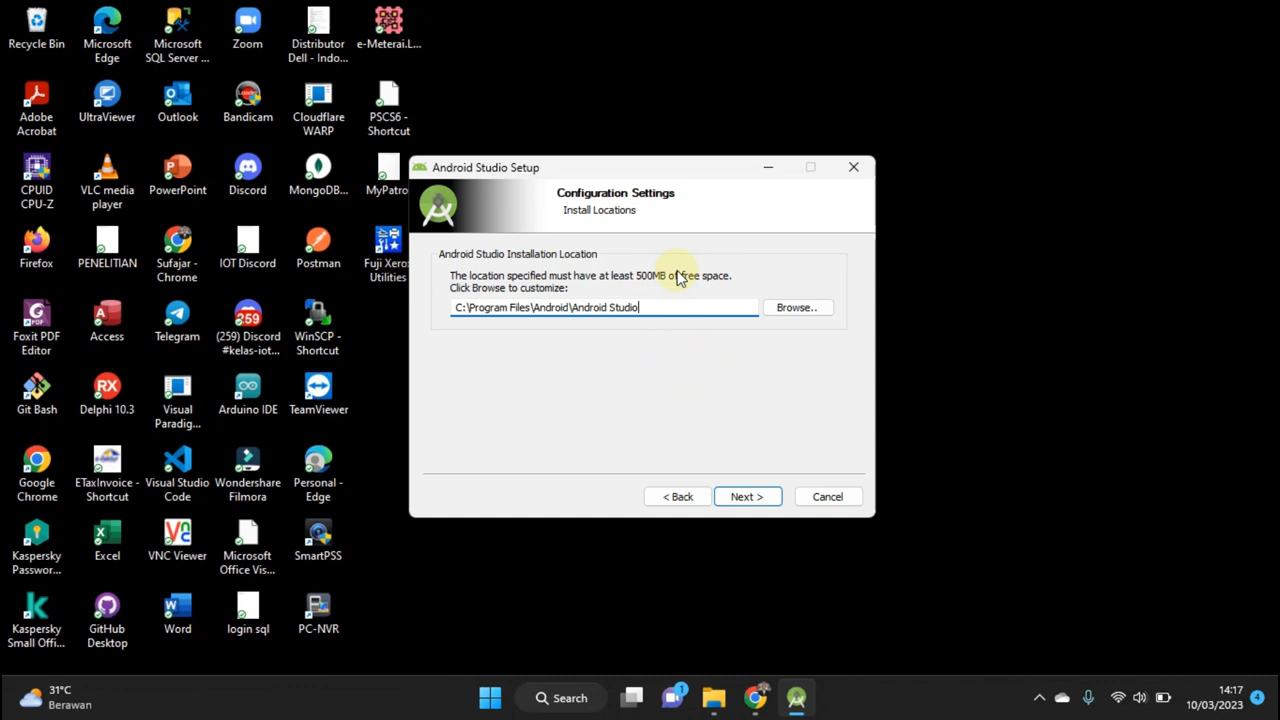 Recycle Bin
Microsoft
Edge
Microsoft
SQL Server ...
Zoom
Distributor
Dell - Indo...
e-Meterai.L...
Adobe
Acrobat
UltraViewer
Outlook
Bandicam
Cloudflare
WARP
PSCS6 -
Shortcut
CPUID
CPU-Z
VLC media
player
PowerPoint
Discord
MongoDB...
MyPatro
Firefox
PENELITIAN
Sufajar -
Chrome
IOT Discord
Postman
Fuji Xerox
Utilities
Foxit PDF
Editor
Access
Telegram
(259) Discord
#kelas-iot...
WinSCP -
Shortcut
Git Bash
Delphi 10.3
Visual
Paradig...
Arduino IDE
TeamViewer
Google
Chrome
ETaxInvoice -
Shortcut
Visual Studio
Code
Wondershare
Filmora
Personal -
Edge
Kaspersky
Passwor...
Excel
VNC Viewer
Microsoft
Office Vis...
SmartPSS
Kaspersky
Small Offi...
GitHub
Desktop
Word
login sql
PC-NVR
Android Studio Setup
Configuration Settings
Install Locations
Android Studio Installation Location
The location specified must have at least 500MB of free space.
Click Browse to customize:
C:\Program Files\Android\Android Studio
Browse..
< Back
Next >
Cancel
31°C
Berawan
Search
1
14:17
10/03/2023
4